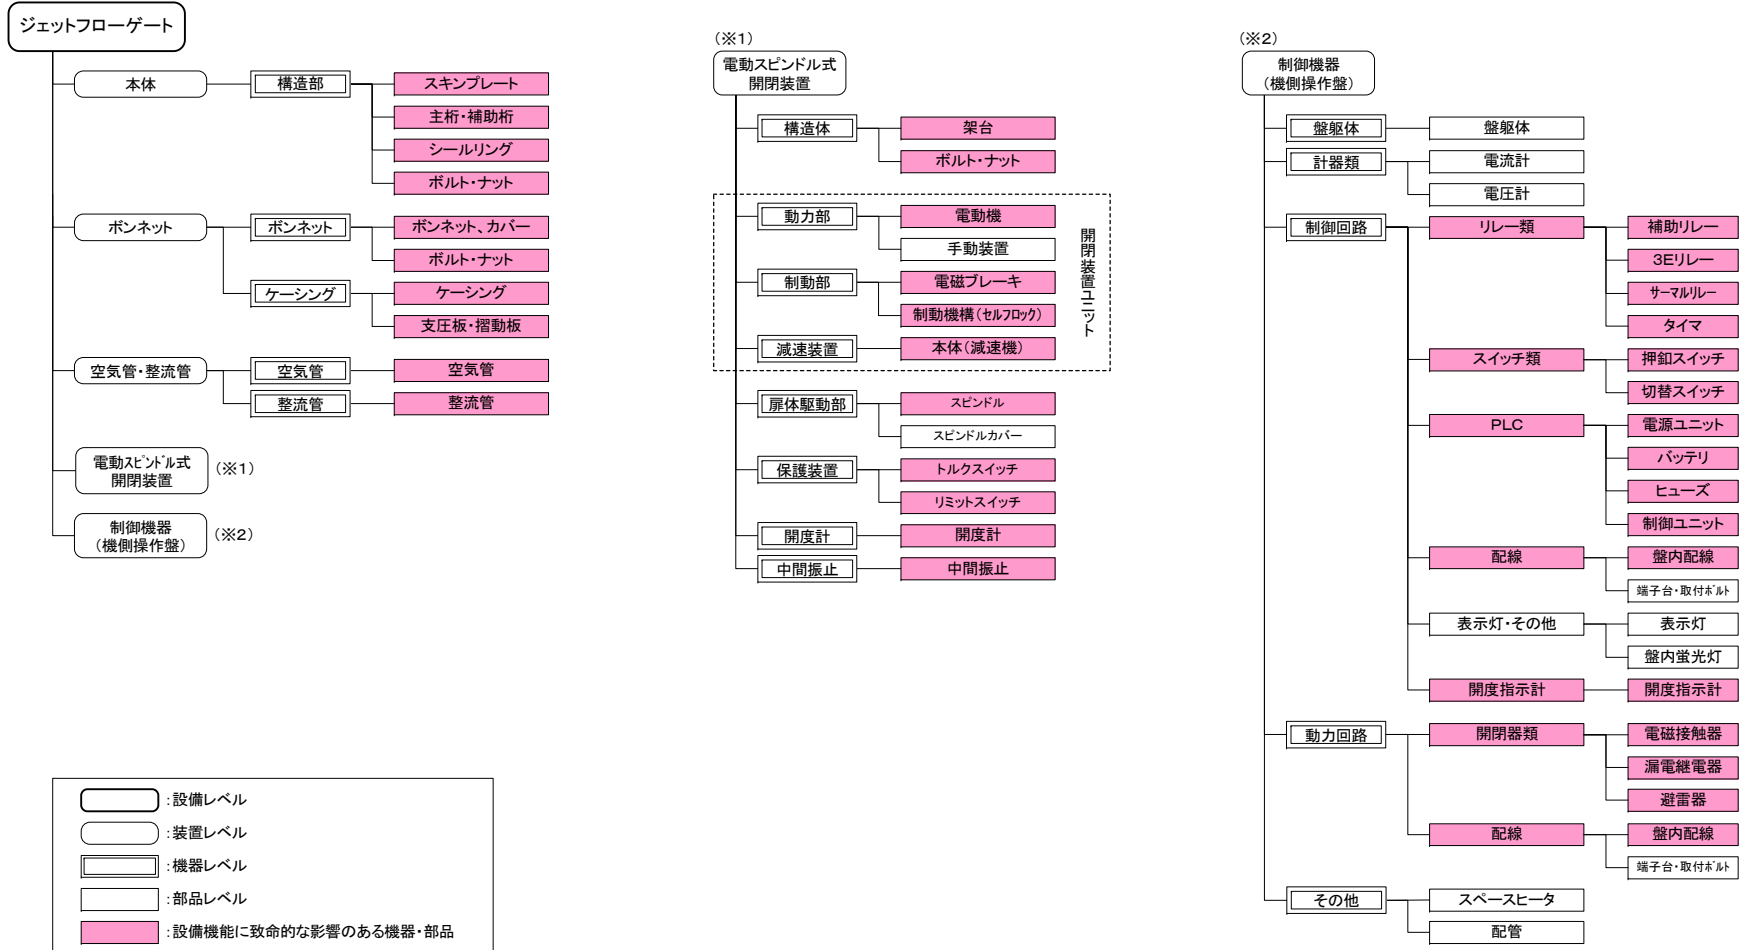 ジェットフローゲート
本体
構造部
スキンプレート
主桁・補助桁
シールリング
ボルト・ナット
ボンネット
ボンネット
ボンネット、カバー
ボルト・ナット
ケーシング
ケーシング
支圧板・摺動板
空気管・整流管
空気管
空気管
整流管
整流管
電動スピンドル式
開閉装置
(※1)
制御機器
(機側操作盤)
(※2)
:設備レベル
:装置レベル
:機器レベル
:部品レベル
:設備機能に致命的な影響のある機器・部品
(※1)
電動スピンドル式
開閉装置
構造体
架台
ボルト・ナット
動力部
電動機
手動装置
制動部
電磁ブレーキ
制動機構(セルフロック)
減速装置
本体(減速機)
開閉装置ユニット
扉体駆動部
スピンドル
スピンドルカバー
保護装置
トルクスイッチ
リミットスイッチ
開度計
開度計
中間振止
中間振止
(※2)
制御機器
(機側操作盤)
盤躯体
盤躯体
計器類
電流計
電圧計
制御回路
リレー類
補助リレー
3Eリレー
サーマルリレー
タイマ
スイッチ類
押釦スイッチ
切替スイッチ
PLC
電源ユニット
バッテリ
ヒューズ
制御ユニット
配線
盤内配線
端子台・取付ボルト
表示灯・その他
表示灯
盤内蛍光灯
開度指示計
開度指示計
動力回路
開閉器類
電磁接触器
漏電継電器
避雷器
配線
盤内配線
端子台・取付ボルト
その他
スペースヒータ
配管